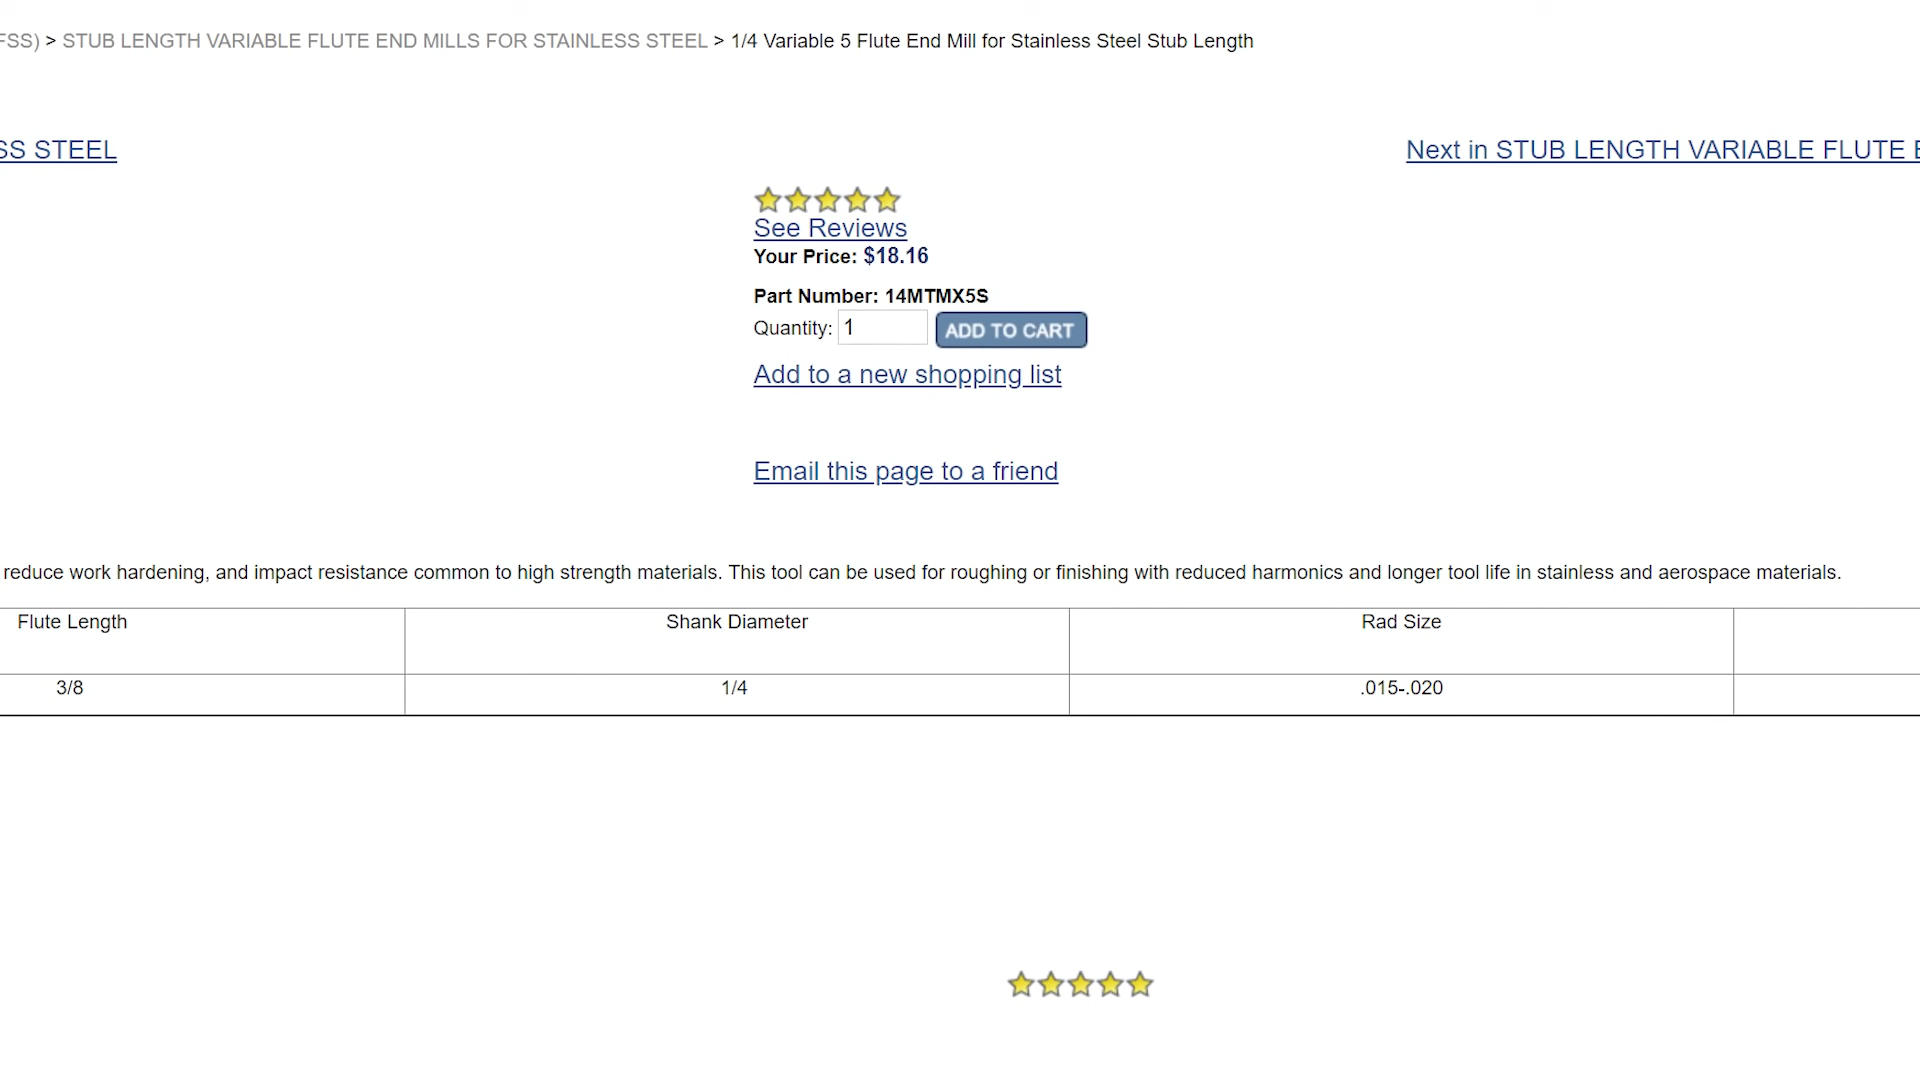 FSS) > STUB LENGTH VARIABLE FLUTE END MILLS FOR STAINLESS STEEL > 1/4 Variable 5 Flute End Mill for Stainless Steel Stub Length
SS STEEL
Next in STUB LENGTH VARIABLE FLUTE E
See Reviews
Your Price: $18.16
Part Number: 14MTMX5S
Quantity: 1 ADD TO CART
Add to a new shopping list
Email this page to a friend
reduce work hardening, and impact resistance common to high strength materials. This tool can be used for roughing or finishing with reduced harmonics and longer tool life in stainless and aerospace materials.
Flute Length Shank Diameter Rad Size
3/8 1/4 .015-.020